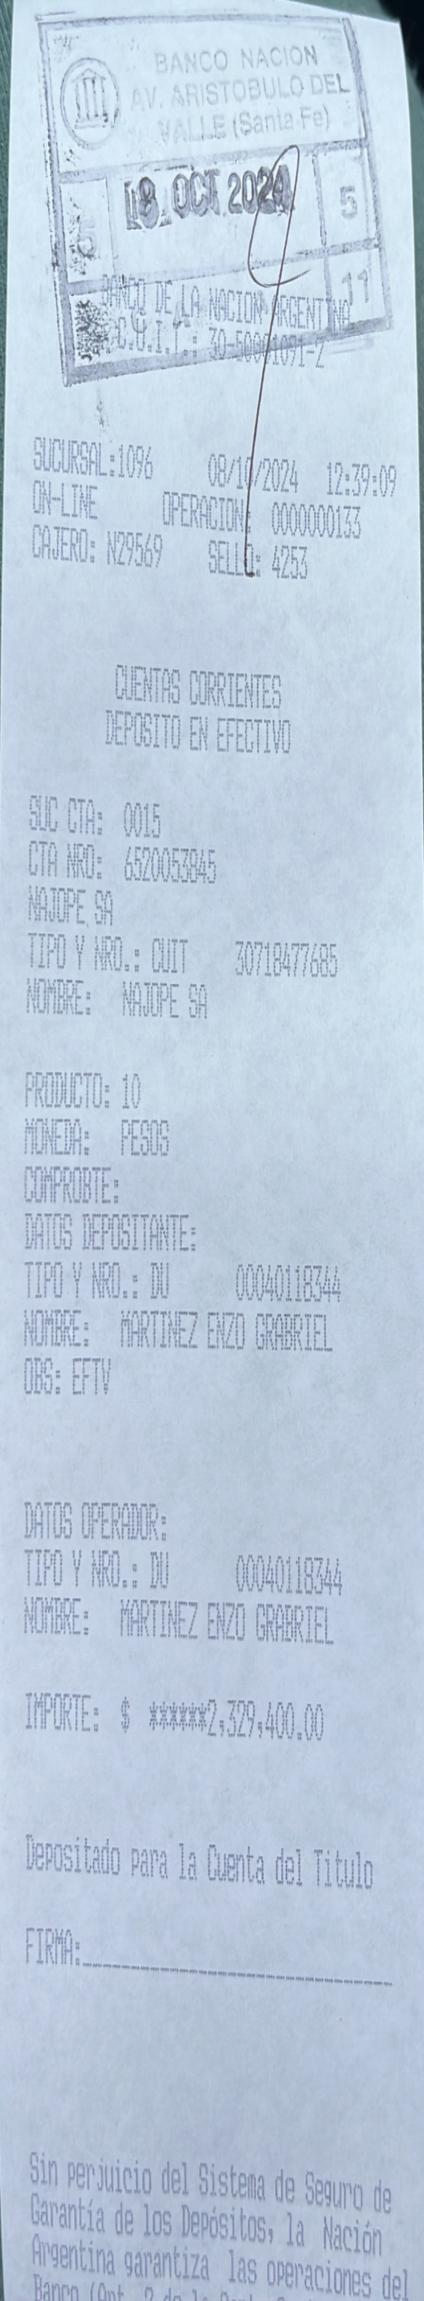 BANCO NACION
AV. ARISTOBULO DEL
VALLE (Santa Fe)
OCT 2024
5
11
BANCO DE LA NACION ARGENTINA
C.U.I.T.: 30-50001091-2
SUCURSAL:1096 08/10/2024 12:39:09
ON-LINE OPERACION: 0000000133
CAJERO: N29569 SELLO: 4253
CUENTAS CORRIENTES
DEPOSITO EN EFECTIVO
SUC CTA: 0015
CTA NRO: 6520053845
NAJOPE SA
TIPO Y NRO.: CUIT 30718477685
NOMBRE: NAJOPE SA
PRODUCTO: 10
MONEDA: PESOS
COMPROBTE:
DATOS DEPOSITANTE:
TIPO Y NRO.: DU 00040118344
NOMBRE: MARTINEZ ENZO GRABRIEL
OBS: EFTV
DATOS OPERADOR:
TIPO Y NRO.: DU 00040118344
NOMBRE: MARTINEZ ENZO GRABRIEL
IMPORTE: $ ******2,329,400.00
Depositado para la Cuenta del Titulo
FIRMA:
Sin perjuicio del Sistema de Seguro de
Garantía de los Depósitos, la Nación
Argentina garantiza las operaciones del
Banco (Art. 2 de la